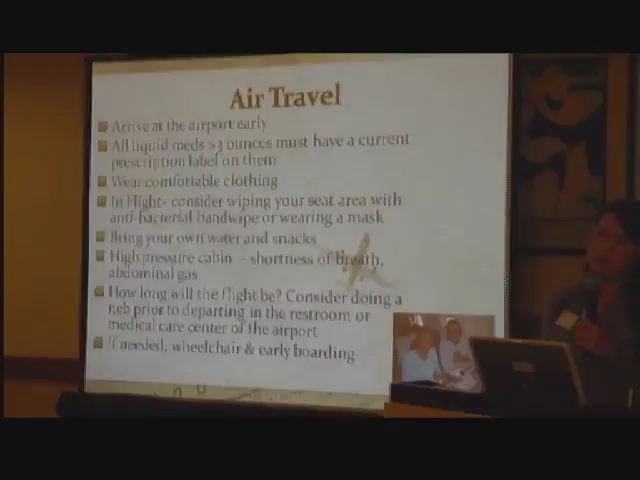 Air Travel
Arrive at the airport early
All liquid meds >3 ounces must have a current
prescription label on them
Wear comfortable clothing
In Flight- consider wiping your seat area with
anti-bacterial handwipe or wearing a mask
Bring your own water and snacks
High pressure cabin - shortness of breath,
abdominal gas
How long will the flight be? Consider doing a
neb prior to departing in the restroom or
medical care center of the airport
If needed, wheelchair & early boarding